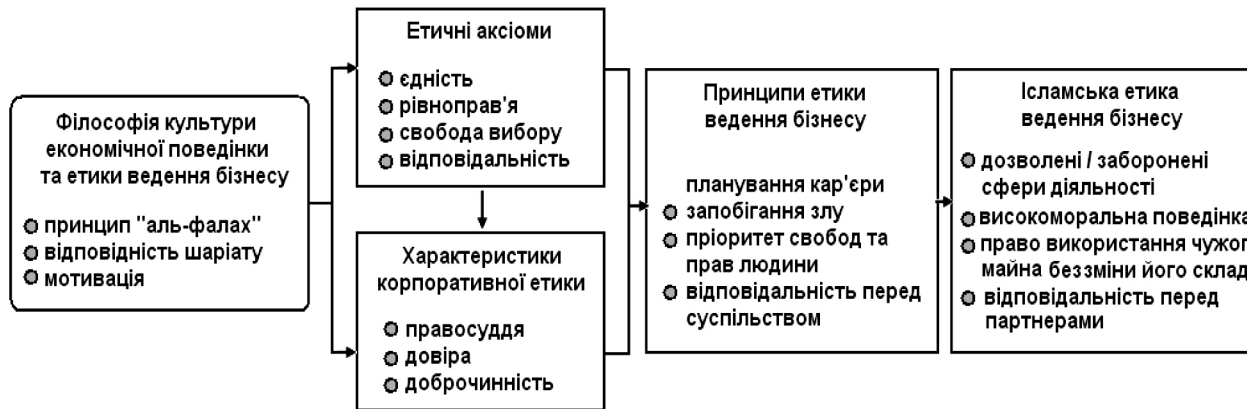 Філософія культури
економічної поведінки
та етики ведення бізнесу
принцип "аль-фалах"
відповідність шаріату
мотивація
Етичні аксіоми
єдність
рівноправ'я
свобода вибору
відповідальність
Характеристики
корпоративної етики
правосуддя
довіра
доброчинність
Принципи етики
ведення бізнесу
планування кар'єри
запобігання злу
пріоритет свобод та
прав людини
відповідальність перед
суспільством
Ісламська етика
ведення бізнесу
дозволені / заборонені
сфери діяльності
високоморальна поведінка
право використання
майна беззміни його
відповідальність перед
партнерами